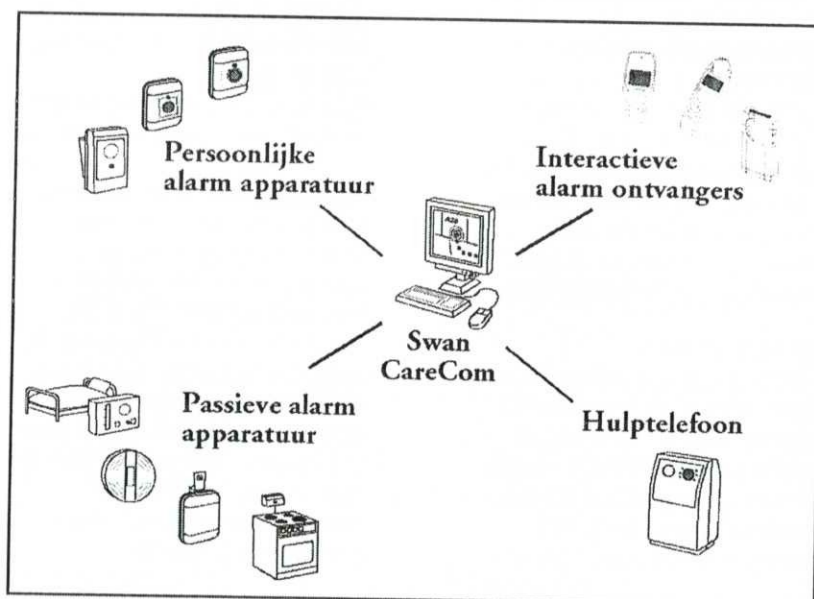 Persoonlijke
alarm apparatuur
Interactieve
alarm ontvangers
Swan
CareCom
Passieve alarm
apparatuur
Hulptelefoon